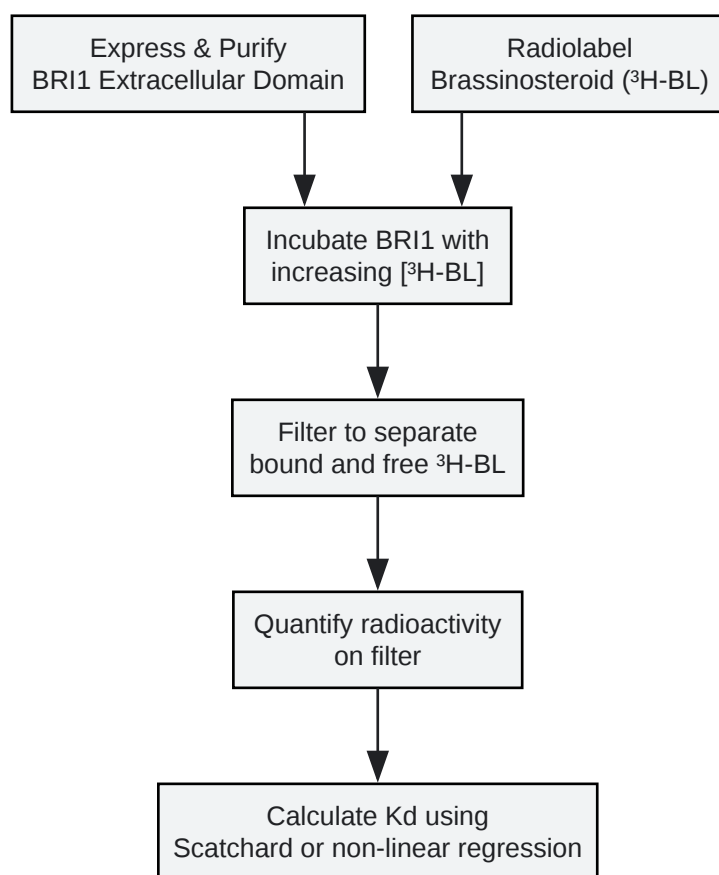 Express & Purify
BRI1 Extracellular Domain
Radiolabel
Brassinosteroid (³H-BL)
Incubate BRI1 with
increasing [³H-BL]
Filter to separate
bound and free ³H-BL
Quantify radioactivity
on filter
Calculate Kd using
Scatchard or non-linear regression